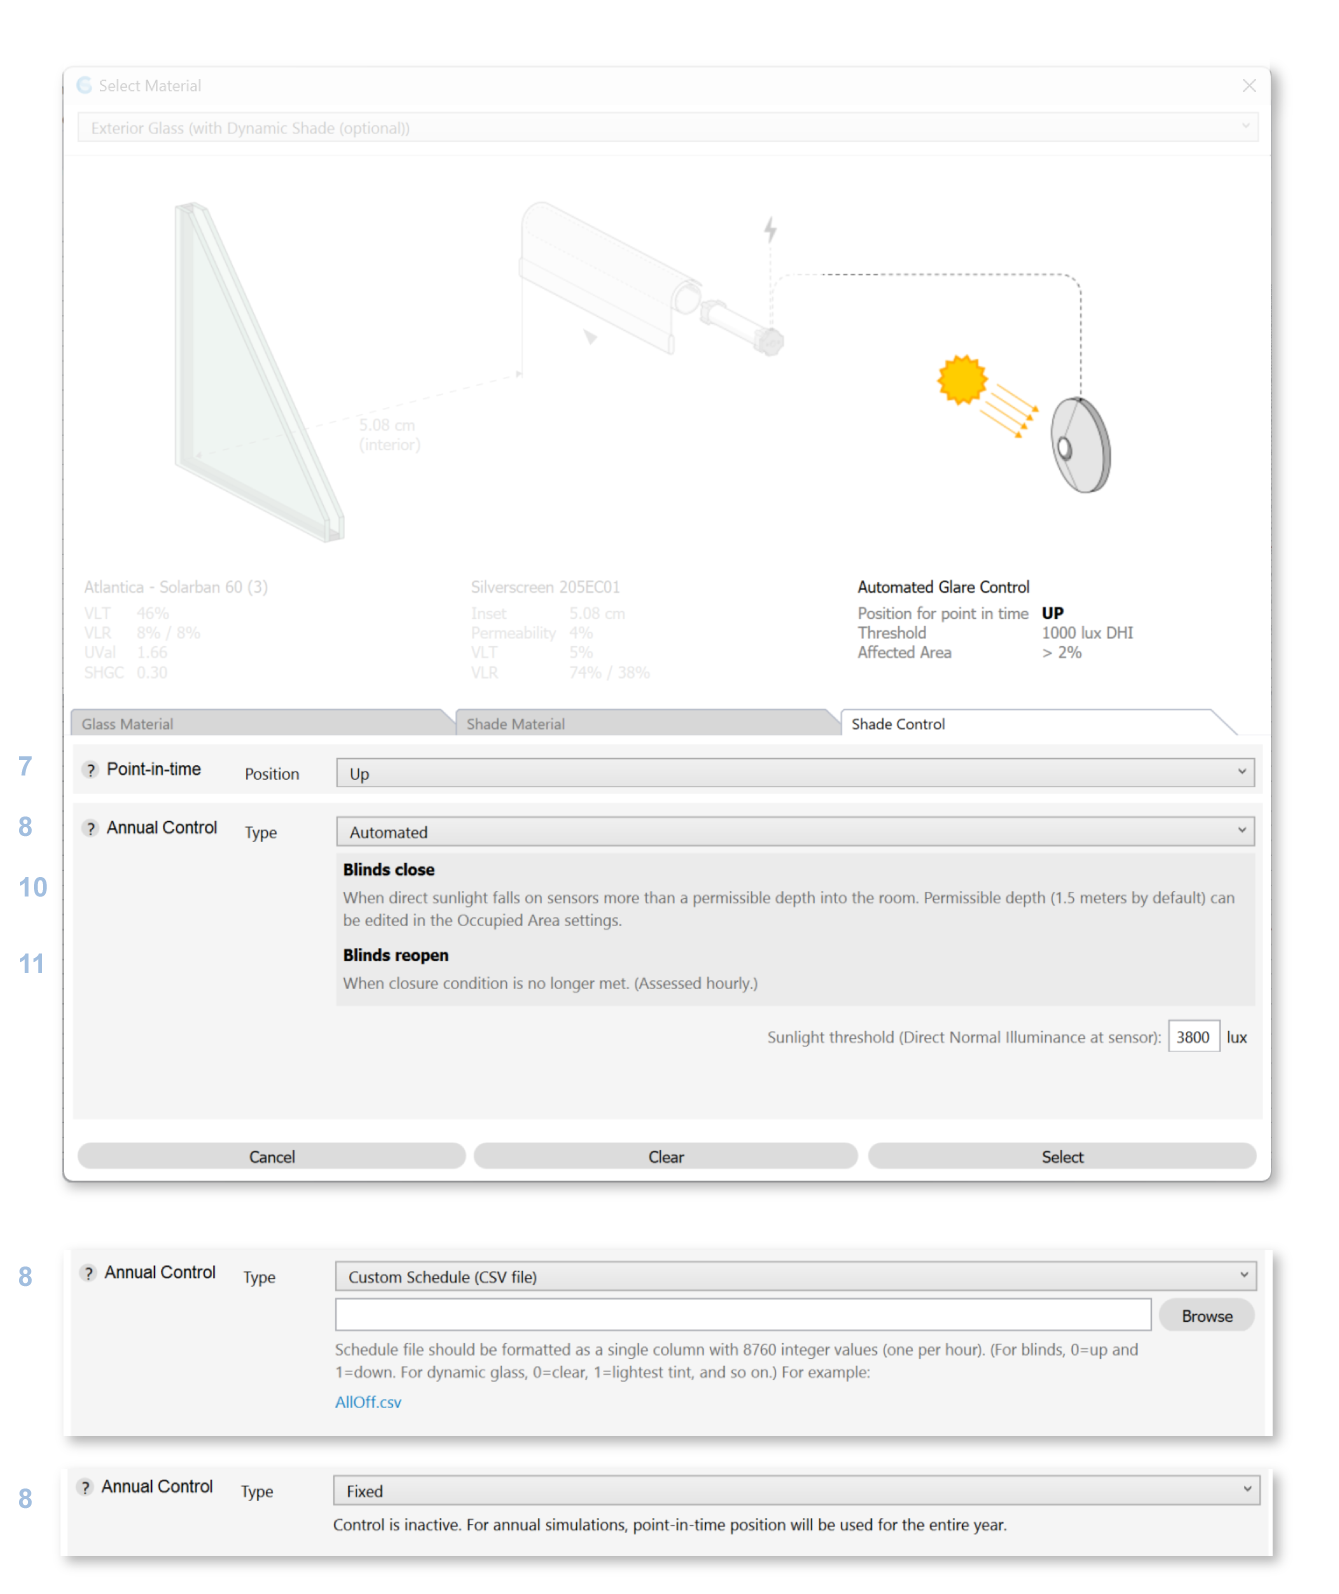 Select Material
Exterior Glass (with Dynamic Shade (optional))
5.08 cm
(interior)
Atlantica - Solarban 60 (3)
VLT 46%
VLR 8% / 8%
UVal 1.66
SHGC 0.30
Silverscreen 205EC01
Inset 5.08 cm
Permeability 4%
VLT 5%
VLR 74% / 38%
Automated Glare Control
Position for point in time UP
Threshold 1000 lux DHI
Affected Area > 2%
Glass Material Shade Material Shade Control
7 ? Point-in-time Position Up
8 ? Annual Control Type Automated
Blinds close
10
When direct sunlight falls on sensors more than a permissible depth into the room. Permissible depth (1.5 meters by default) can
be edited in the Occupied Area settings.
Blinds reopen
11
When closure condition is no longer met. (Assessed hourly.)
Sunlight threshold (Direct Normal Illuminance at sensor): 3800 lux
Cancel Clear Select
8 ? Annual Control Type Custom Schedule (CSV file)
Browse
Schedule file should be formatted as a single column with 8760 integer values (one per hour). (For blinds, 0=up and
1=down. For dynamic glass, 0=clear, 1=lightest tint, and so on.) For example:
AllOff.csv
8 ? Annual Control Type Fixed
Control is inactive. For annual simulations, point-in-time position will be used for the entire year.